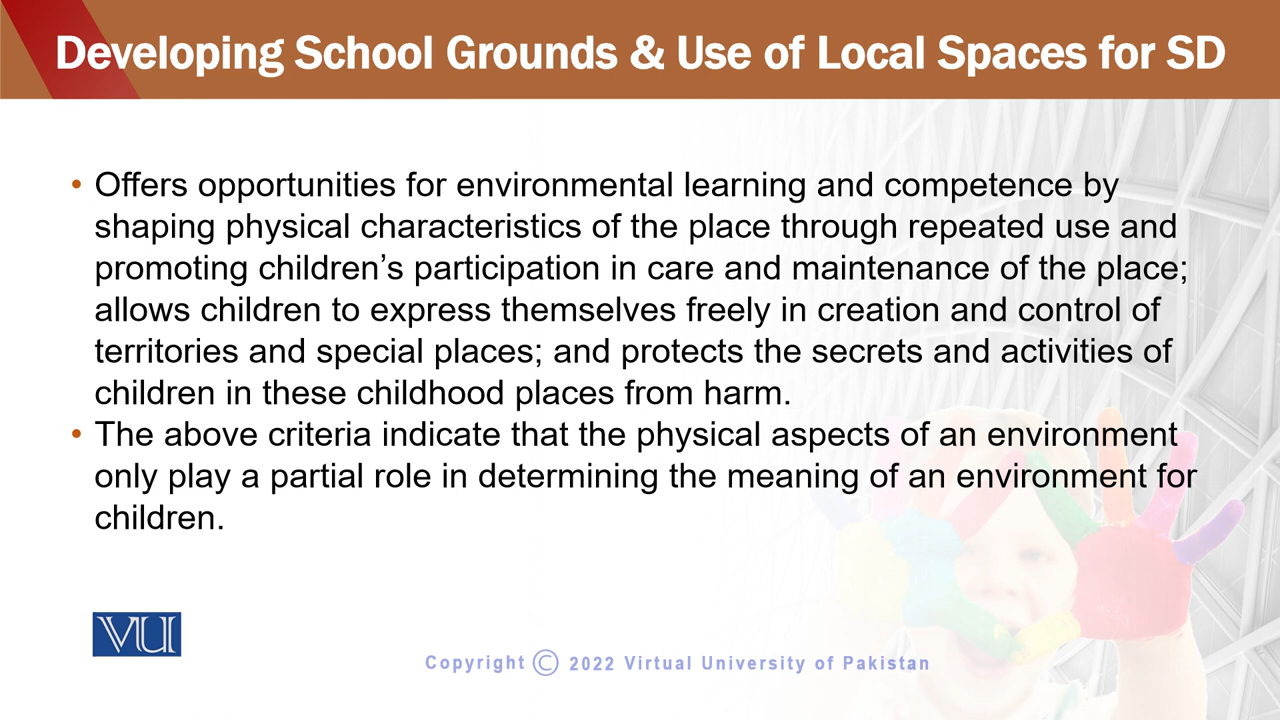 Developing School Grounds & Use of Local Spaces for SD
• Offers opportunities for environmental learning and competence by
shaping physical characteristics of the place through repeated use and
promoting children’s participation in care and maintenance of the place;
allows children to express themselves freely in creation and control of
territories and special places; and protects the secrets and activities of
children in these childhood places from harm.
• The above criteria indicate that the physical aspects of an environment
only play a partial role in determining the meaning of an environment for
children.
VU
Copyright © 2022 Virtual University of Pakistan